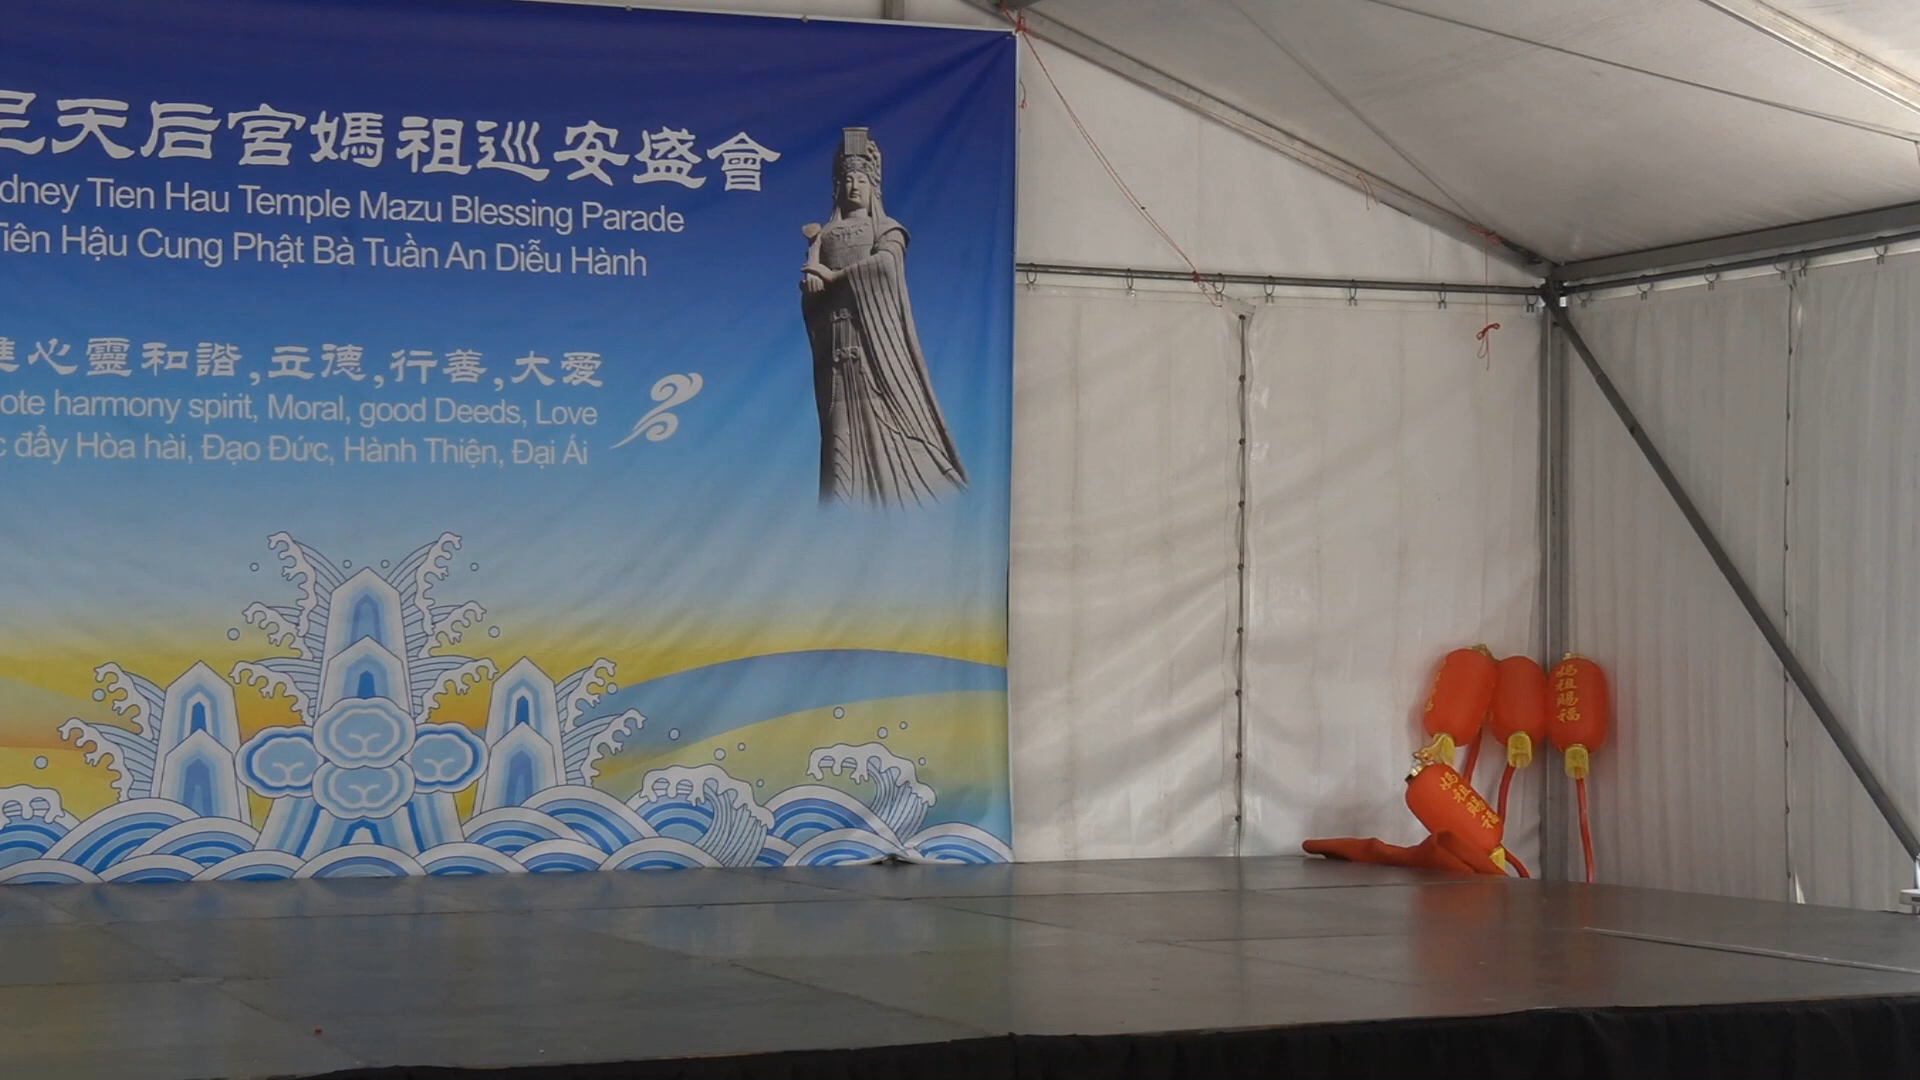 尼天后宮媽祖巡安盛會
dney Tien Hau Temple Mazu Blessing Parade
Tiên Hậu Cung Phật Bà Tuần An Diễu Hành
進心靈和諧,立德,行善,大愛
ote harmony spirit, Moral, good Deeds, Love
c đẩy Hòa hài, Đạo Đức, Hành Thiện, Đại Ái
媽祖賜福
媽祖賜福